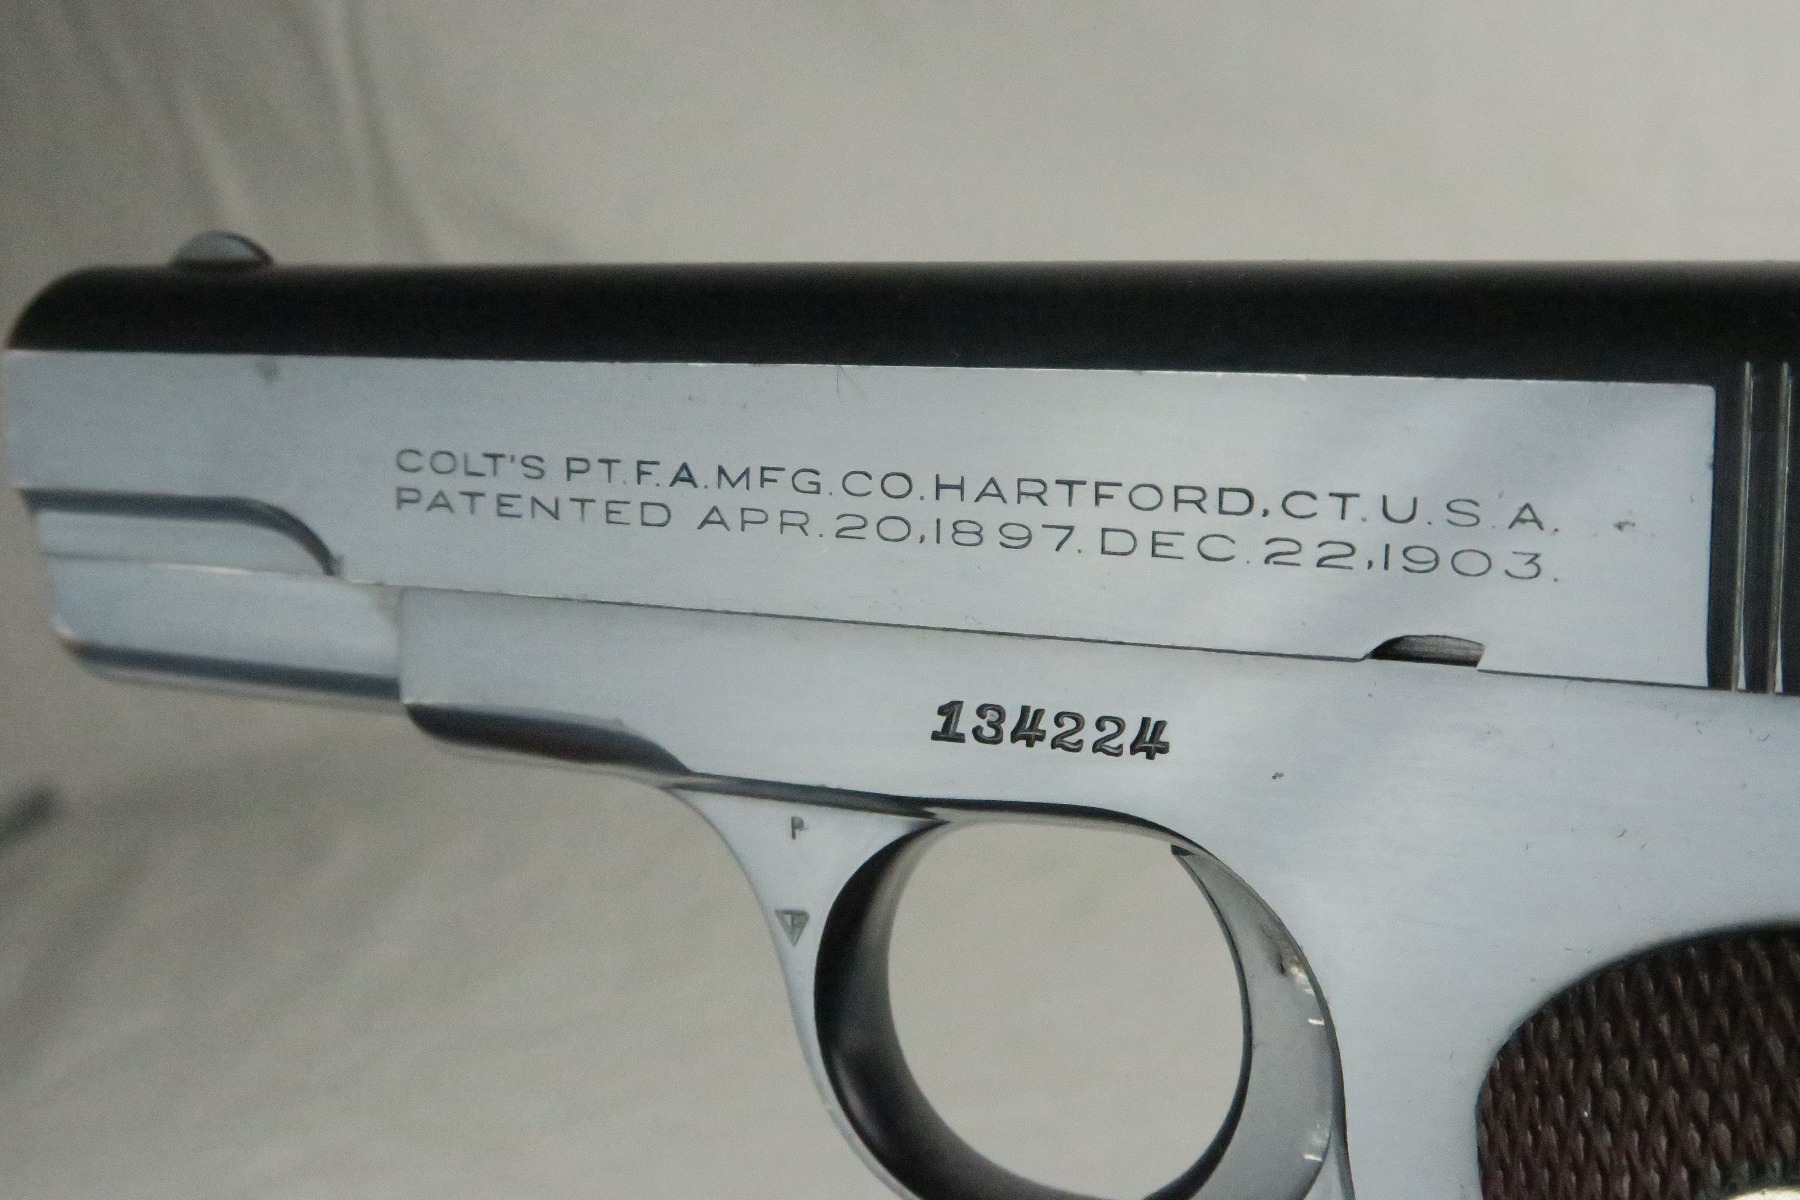 COLT'S PT.F.A.MFG.CO.HARTFORD,CT.U.S.A.
PATENTED APR.20,1897.DEC.22,1903.
134224
P